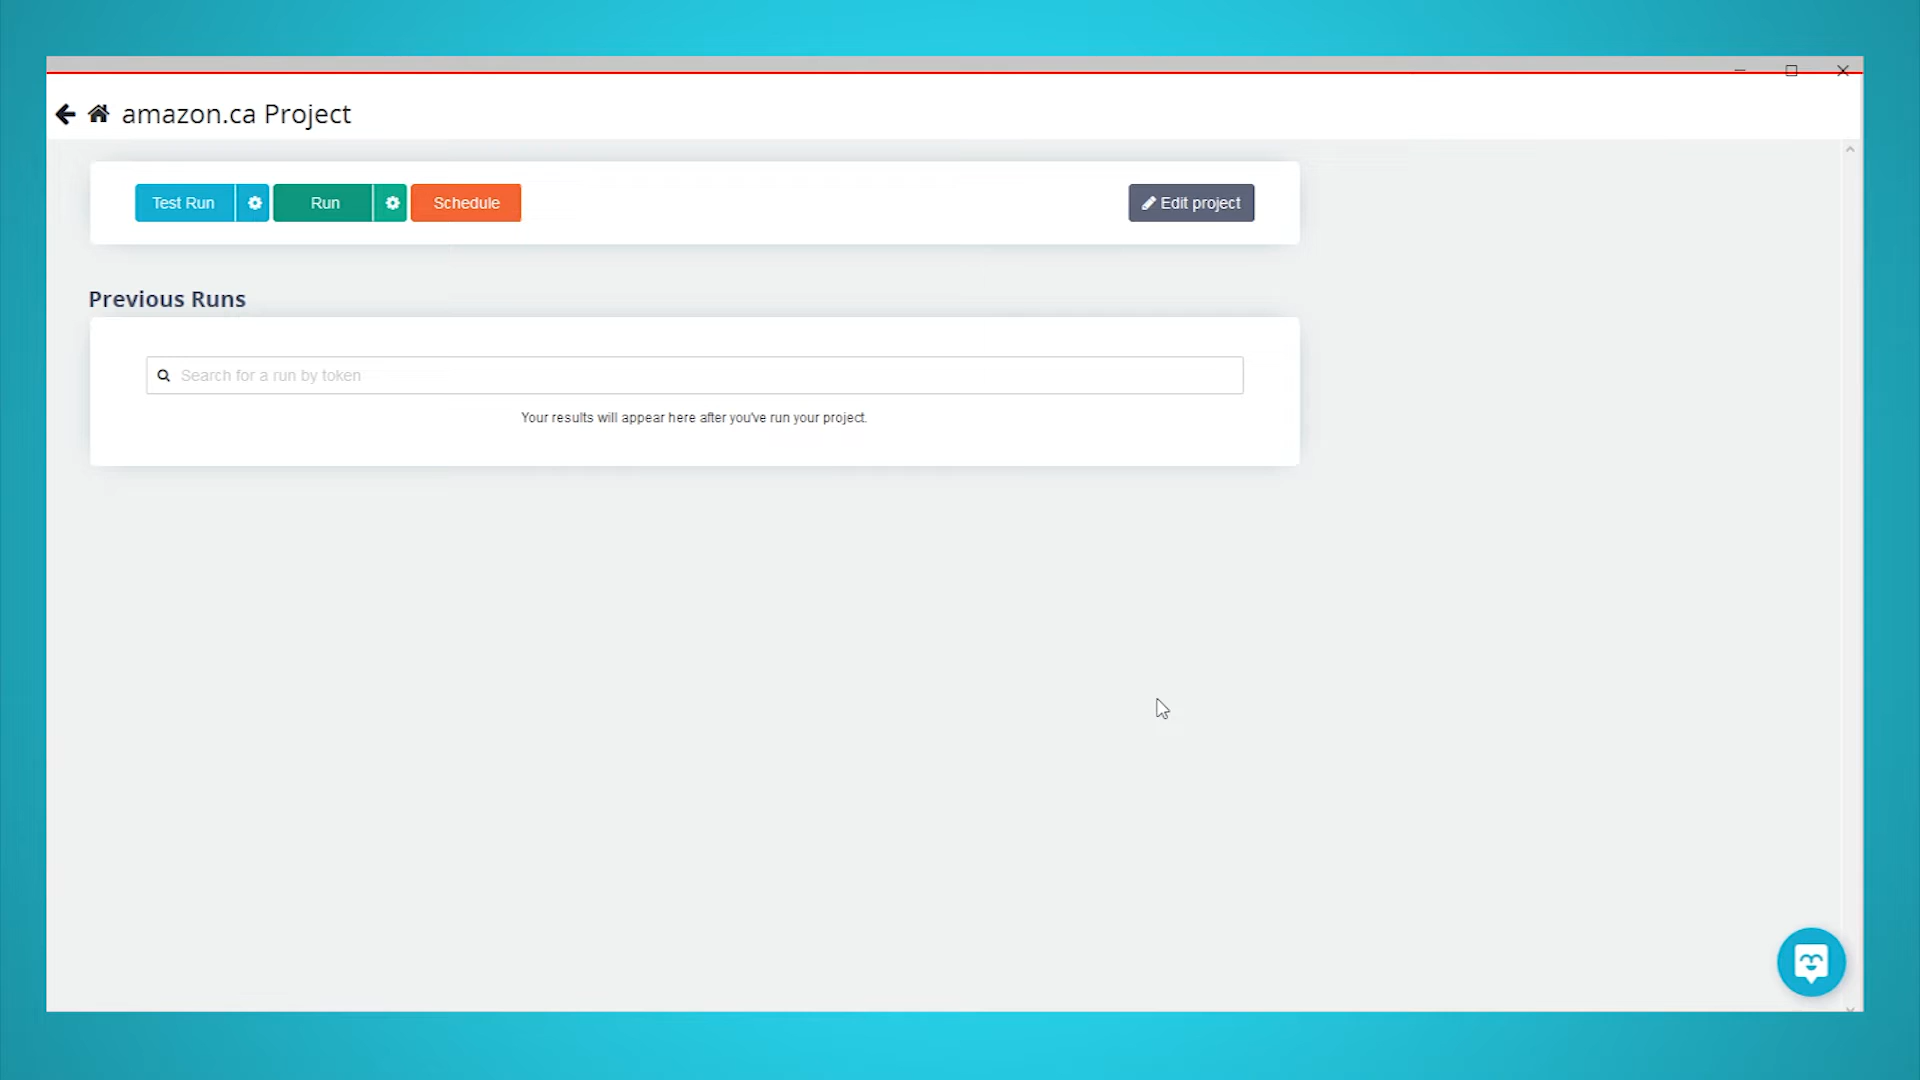 amazon.ca Project
Test Run
Run
Schedule
Edit project
Previous Runs
Search for a run by token
Your results will appear here after you've run your project.